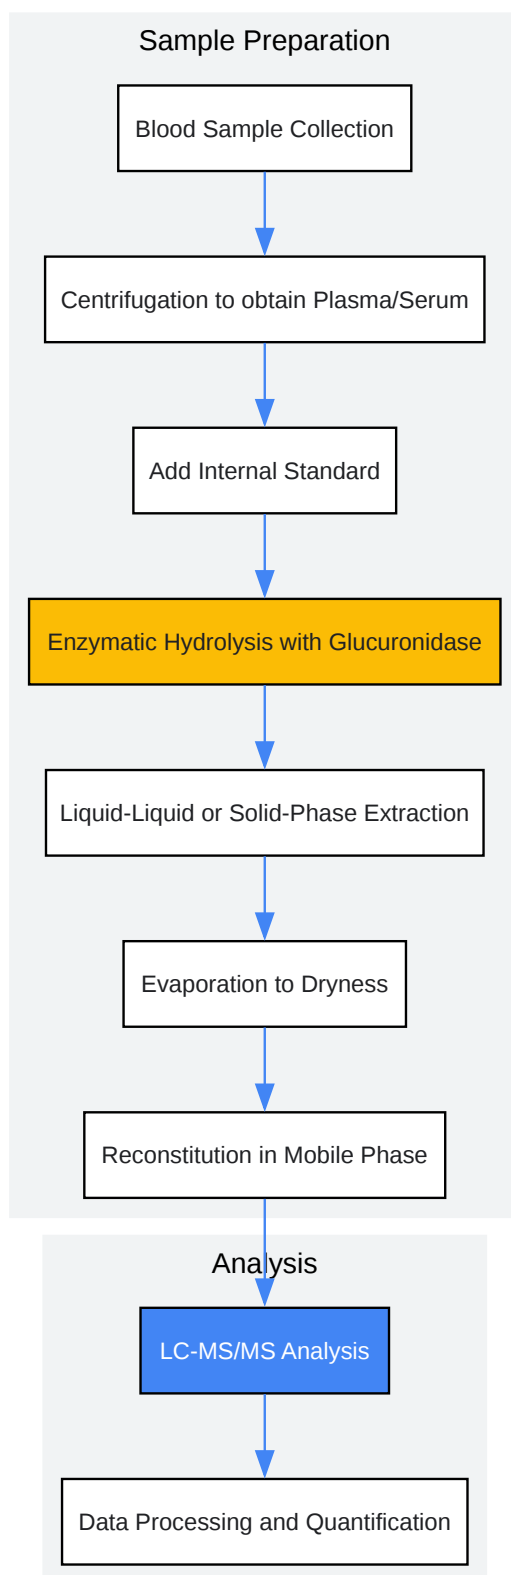 Sample Preparation
Blood Sample Collection
Centrifugation to obtain Plasma/Serum
Add Internal Standard
Enzymatic Hydrolysis with Glucuronidase
Liquid-Liquid or Solid-Phase Extraction
Evaporation to Dryness
Reconstitution in Mobile Phase
Analysis
LC-MS/MS Analysis
Data Processing and Quantification